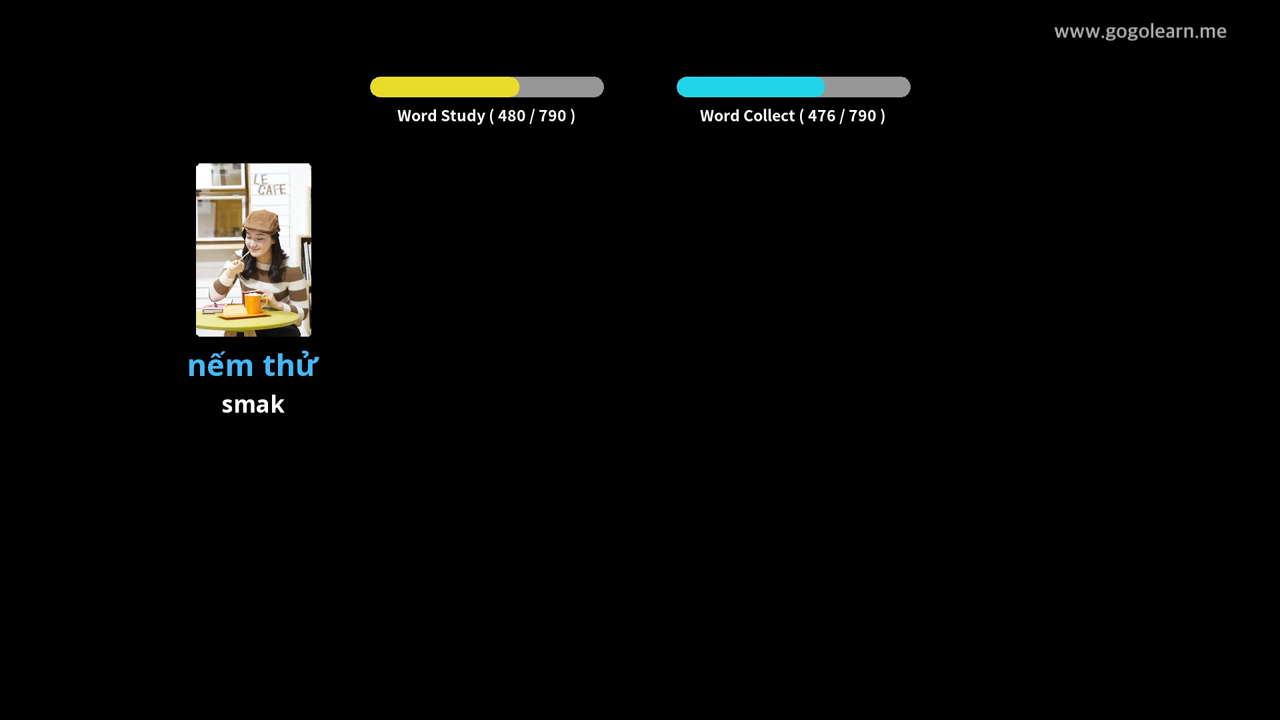 www.gogolearn.me
Word Study ( 480 / 790 )
Word Collect ( 476 / 790 )
LE
CAFE
nếm thử
smak